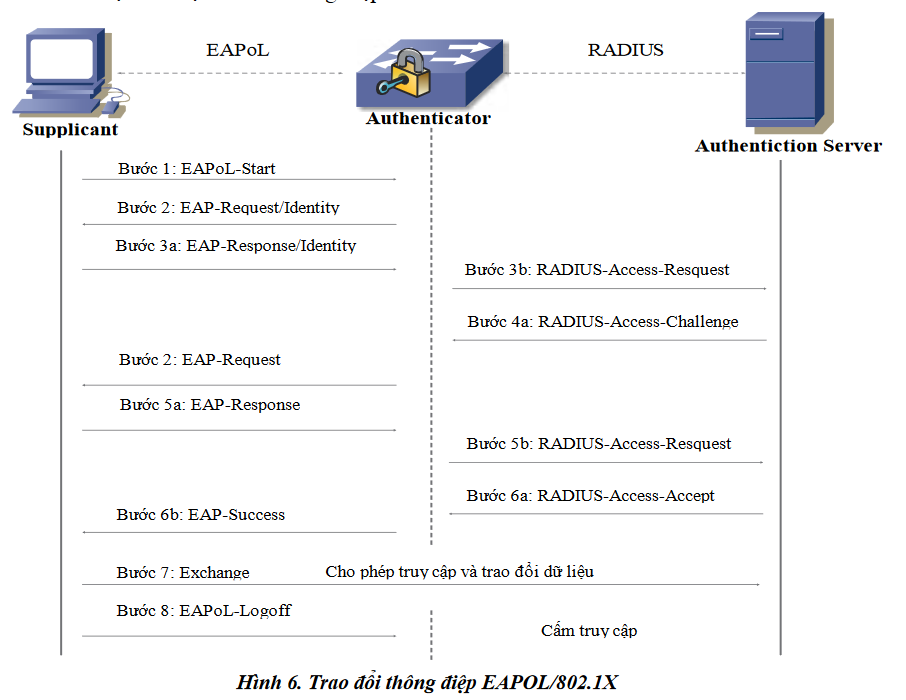 EAPoL
RADIUS
Supplicant
Authenticator
Authentiction Server
Bước 1: EAPoL-Start
Bước 2: EAP-Request/Identity
Bước 3a: EAP-Response/Identity
Bước 3b: RADIUS-Access-Resquest
Bước 4a: RADIUS-Access-Challenge
Bước 2: EAP-Request
Bước 5a: EAP-Response
Bước 5b: RADIUS-Access-Resquest
Bước 6a: RADIUS-Access-Accept
Bước 6b: EAP-Success
Bước 7: Exchange
Cho phép truy cập và trao đổi dữ liệu
Bước 8: EAPoL-Logoff
Cấm truy cập
Hình 6. Trao đổi thông điệp EAPOL/802.1X